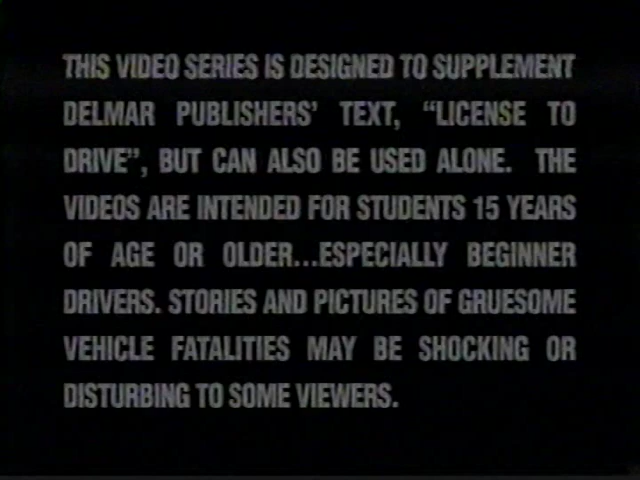 THIS VIDEO SERIES IS DESIGNED TO SUPPLEMENT
DELMAR PUBLISHERS' TEXT, "LICENSE TO
DRIVE", BUT CAN ALSO BE USED ALONE. THE
VIDEOS ARE INTENDED FOR STUDENTS 15 YEARS
OF AGE OR OLDER...ESPECIALLY BEGINNER
DRIVERS. STORIES AND PICTURES OF GRUESOME
VEHICLE FATALITIES MAY BE SHOCKING OR
DISTURBING TO SOME VIEWERS.